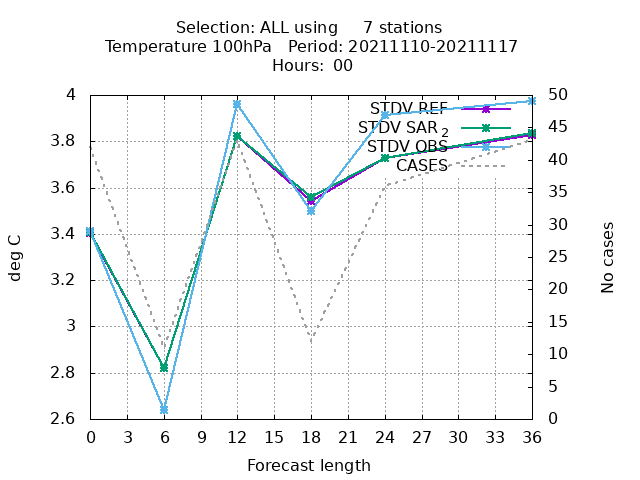 Selection: ALL using 7 stations
Temperature 100hPa Period: 20211110-20211117
Hours: 00
STDV REF
STDV SAR 2
STDV OBS
CASES
4
3.8
3.6
3.4
3.2
3
2.8
2.6
deg C
50
45
40
35
30
25
20
15
10
5
0
No cases
0 3 6 9 12 15 18 21 24 27 30 33 36
Forecast length